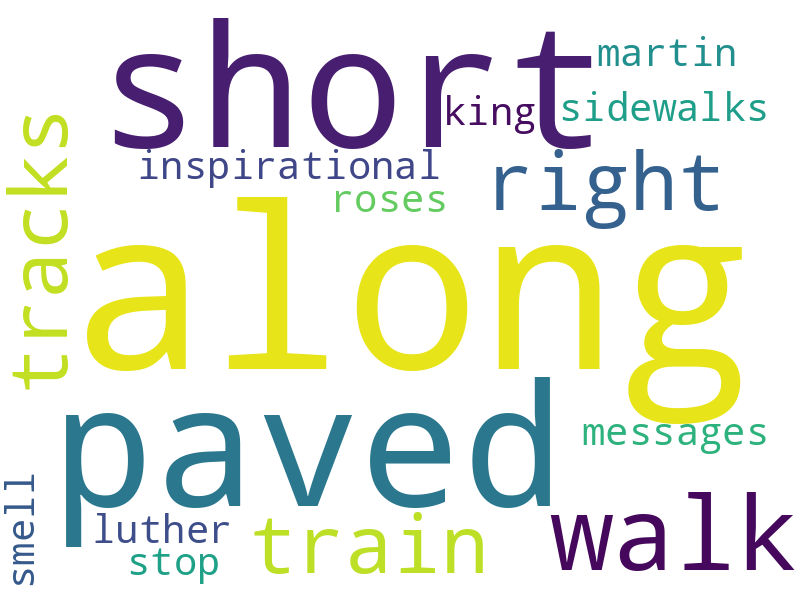 short
martin
king
sidewalks
tracks
inspirational
right
roses
along
paved
messages
smell
luther
train
walk
stop